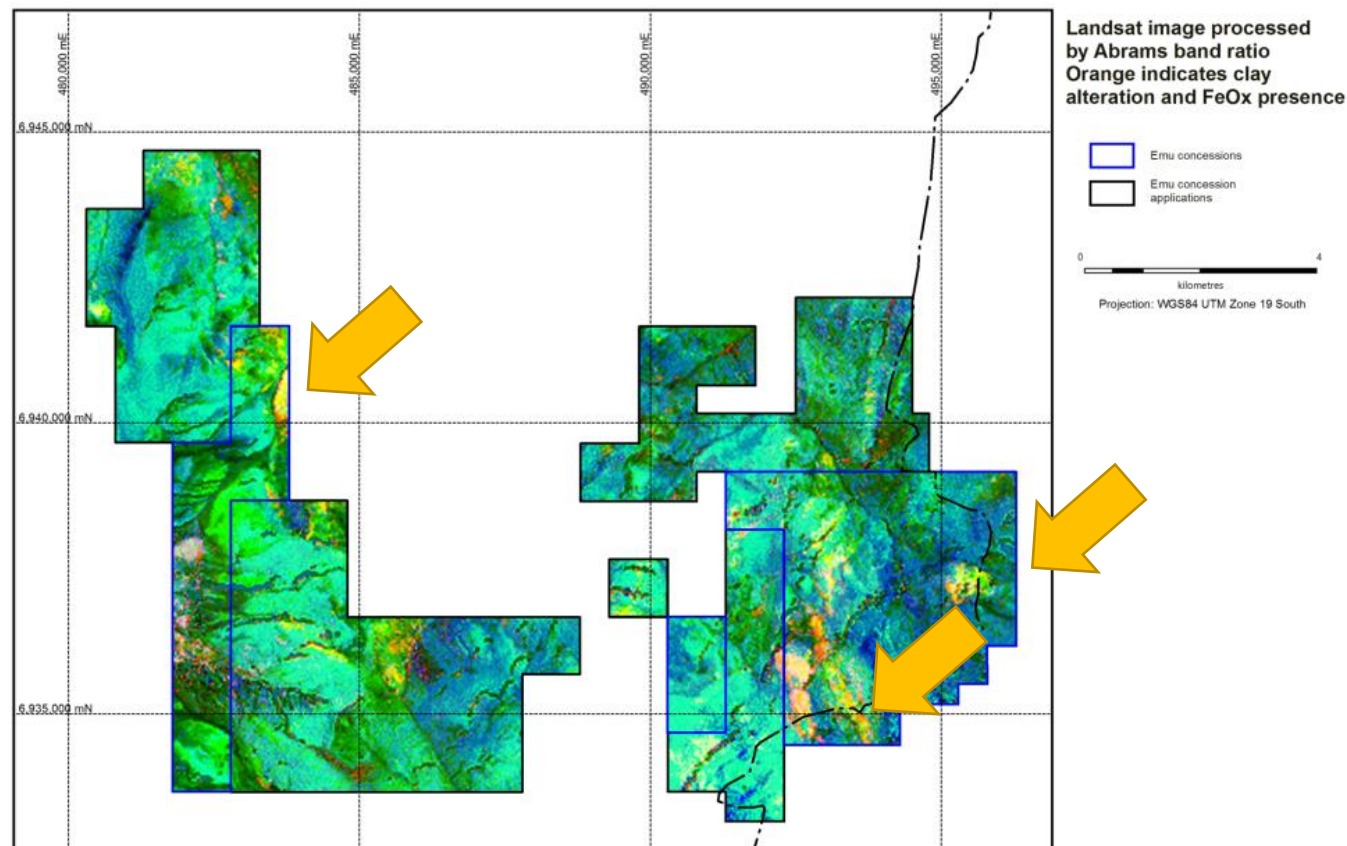 480,000 mE
485,000 mE
490,000 mE
495,000 mE
6,945,000 mN
6,940,000 mN
6,935,000 mN
Landsat image processed
by Abrams band ratio
Orange indicates clay
alteration and FeOx presence
Emu concessions
Emu concession
applications
0 4
kilometres
Projection: WGS84 UTM Zone 19 South